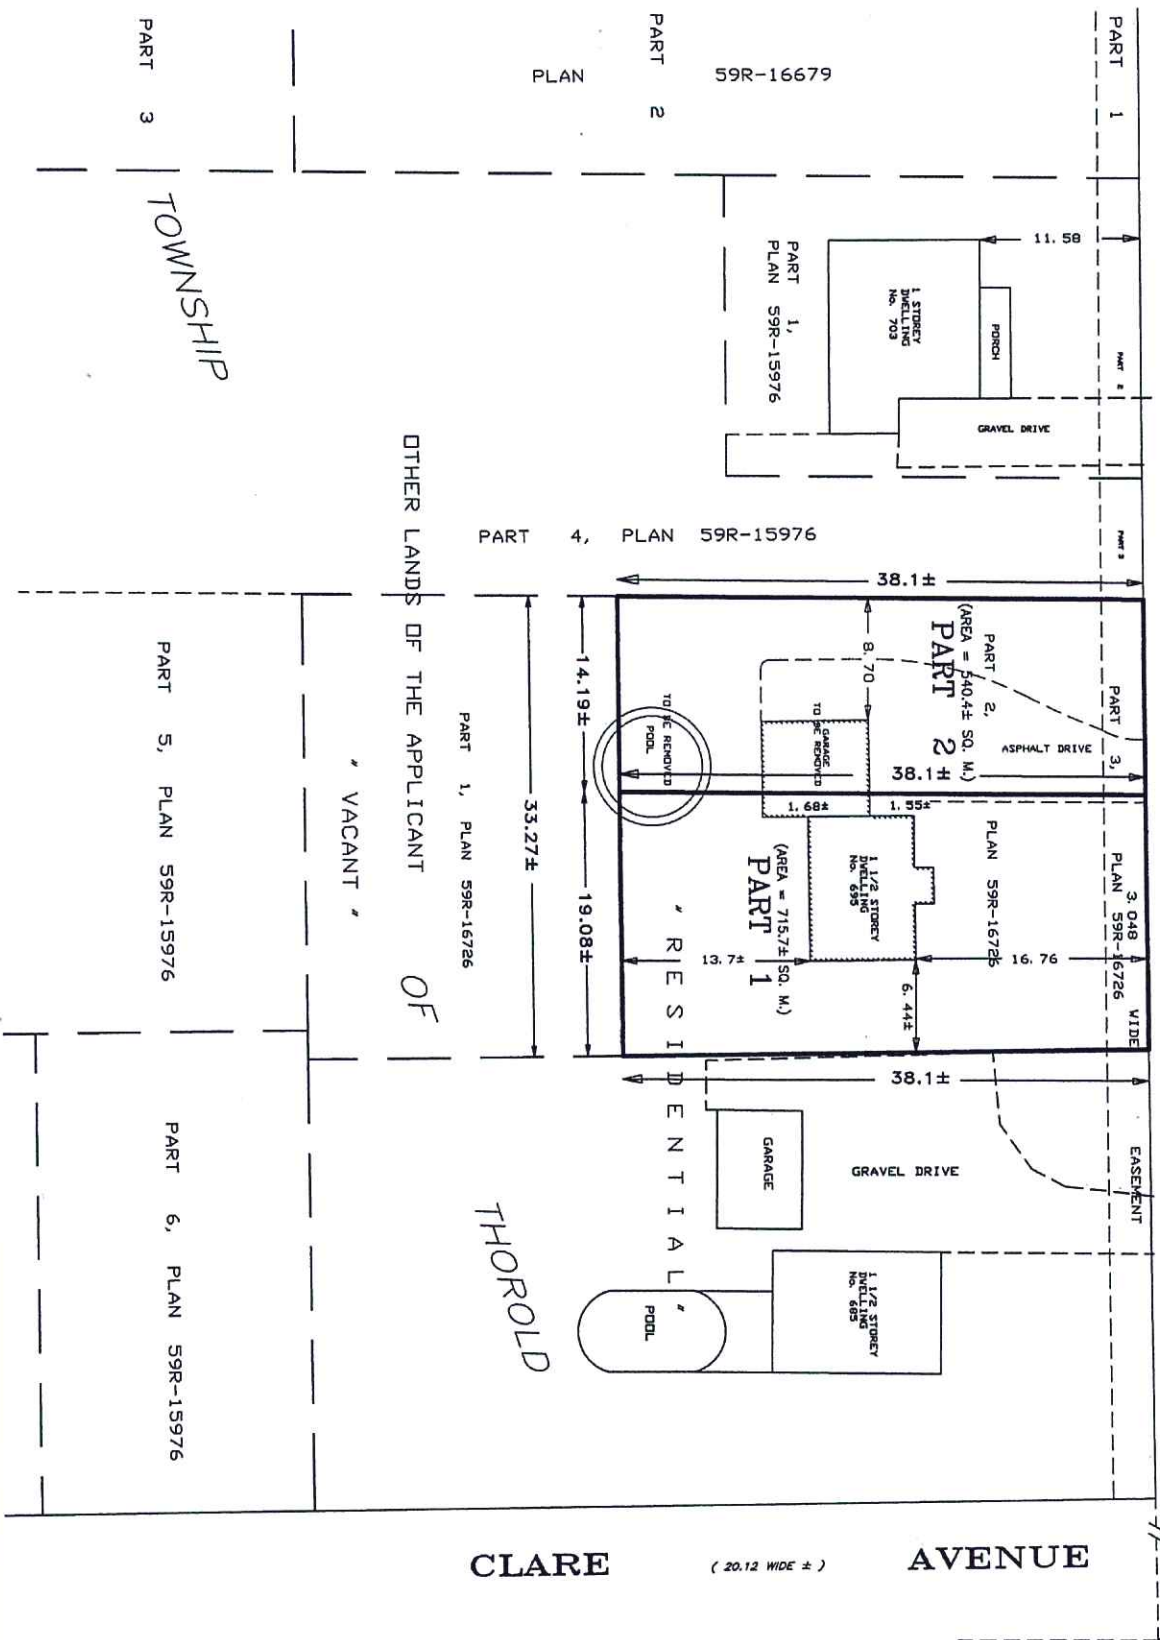 PART 3
PART 2
PART 1
PLAN 59R-16679
TOWNSHIP
PART 1,
PLAN 59R-15976
1 STOREY
DWELLING
No. 703
PORCH
11.58
PART 2
GRAVEL DRIVE
PART 3
PART 4, PLAN 59R-15976
OTHER LANDS OF THE APPLICANT
" VACANT "
PART 1, PLAN 59R-16726
PART 5, PLAN 59R-15976
OF
38.1±
14.19±
33.27±
19.08±
8.70
PART 2
(AREA = 540.4± SQ. M.)
PART 2,
PLAN 59R-16726
PART 3,
PLAN 59R-16726
ASPHALT DRIVE
38.1±
GARAGE
TO BE REMOVED
POOL
TO BE REMOVED
1.68±
1.55±
1 1/2 STOREY
DWELLING
No. 695
PART 1
(AREA = 715.7± SQ. M.)
13.7±
16.76
6.44±
3.048 WIDE EASEMENT
38.1±
" RESIDENTIAL "
GARAGE
GRAVEL DRIVE
PART 6, PLAN 59R-15976
THOROLD
POOL
1 1/2 STOREY
DWELLING
No. 685
CLARE AVENUE
( 20.12 WIDE ± )